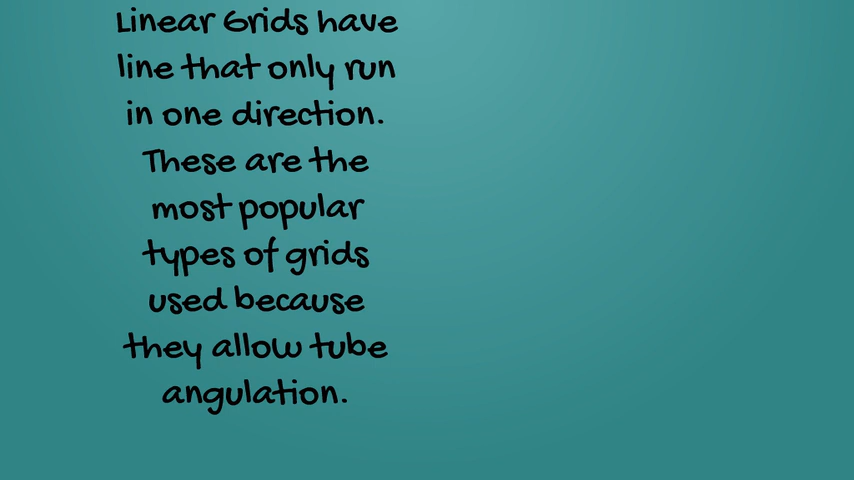 Linear Grids have
line that only run
in one direction.
These are the
most popular
types of grids
used because
they allow tube
angulation.